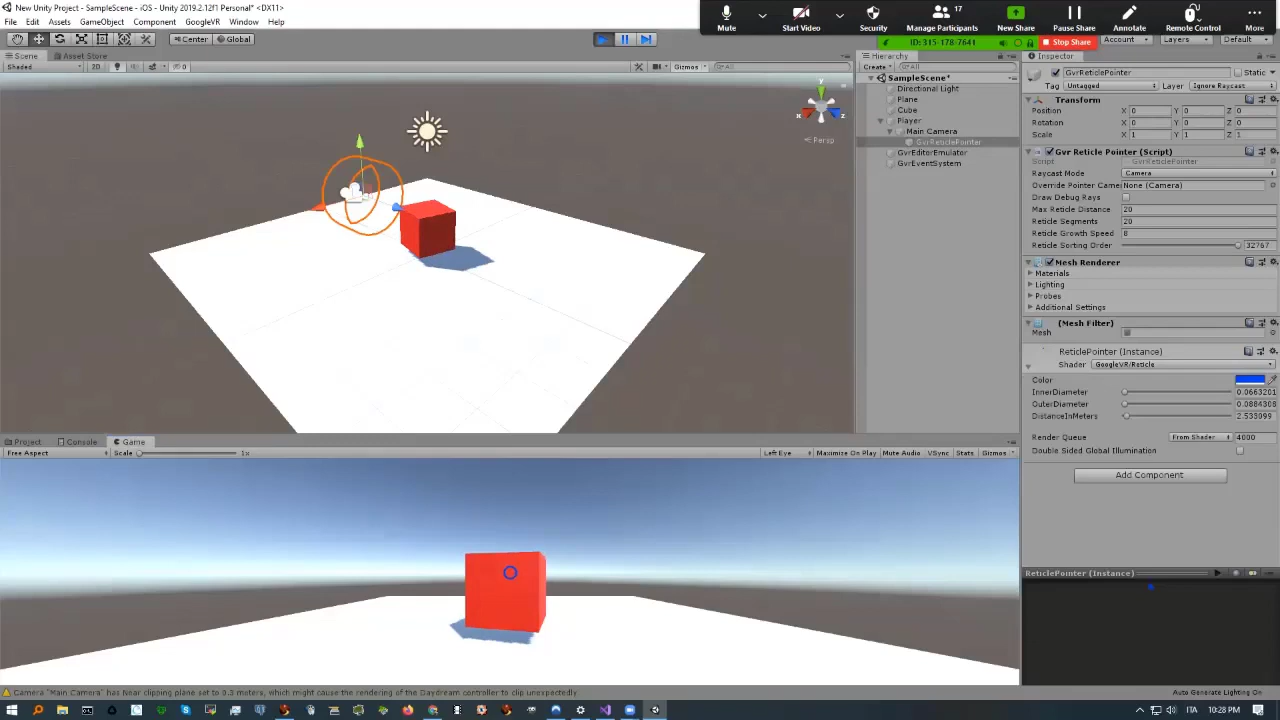 New Unity Project - SampleScene - iOS - Unity 2019.2.12f1 Personal* <DX11>
File Edit Assets GameObject Component GoogleVR Window Help
Center Global
Mute Start Video Security Manage Participants 17 New Share Pause Share Annotate Remote Control More
ID: 315-178-7641 Stop Share
Account Layers Default
Scene Asset Store
Shaded 2D 0 Gizmos All
y x z
Persp
Hierarchy
Create All
SampleScene*
Directional Light
Plane
Cube
Player
Main Camera
GvrReticlePointer
GvrEditorEmulator
GvrEventSystem
Inspector
GvrReticlePointer Static
Tag Untagged Layer Ignore Raycast
Transform
Position X 0 Y 0 Z 0
Rotation X 0 Y 0 Z 0
Scale X 1 Y 1 Z 1
Gvr Reticle Pointer (Script)
Script GvrReticlePointer
Raycast Mode Camera
Override Pointer Came None (Camera)
Draw Debug Rays
Max Reticle Distance 20
Reticle Segments 20
Reticle Growth Speed 8
Reticle Sorting Order 32767
Mesh Renderer
Materials
Lighting
Probes
Additional Settings
(Mesh Filter)
Mesh
ReticlePointer (Instance)
Shader GoogleVR/Reticle
Color
InnerDiameter 0.0663201
OuterDiameter 0.0884308
DistanceInMeters 2.533099
Render Queue From Shader 4000
Double Sided Global Illumination
Add Component
ReticlePointer (Instance)
Project Console Game
Free Aspect Scale 1x Left Eye Maximize On Play Mute Audio VSync Stats Gizmos
Camera "Main Camera" has Near clipping plane set to 0.3 meters, which might cause the rendering of the Daydream controller to clip unexpectedly.
Auto Generate Lighting On
ITA 10:28 PM